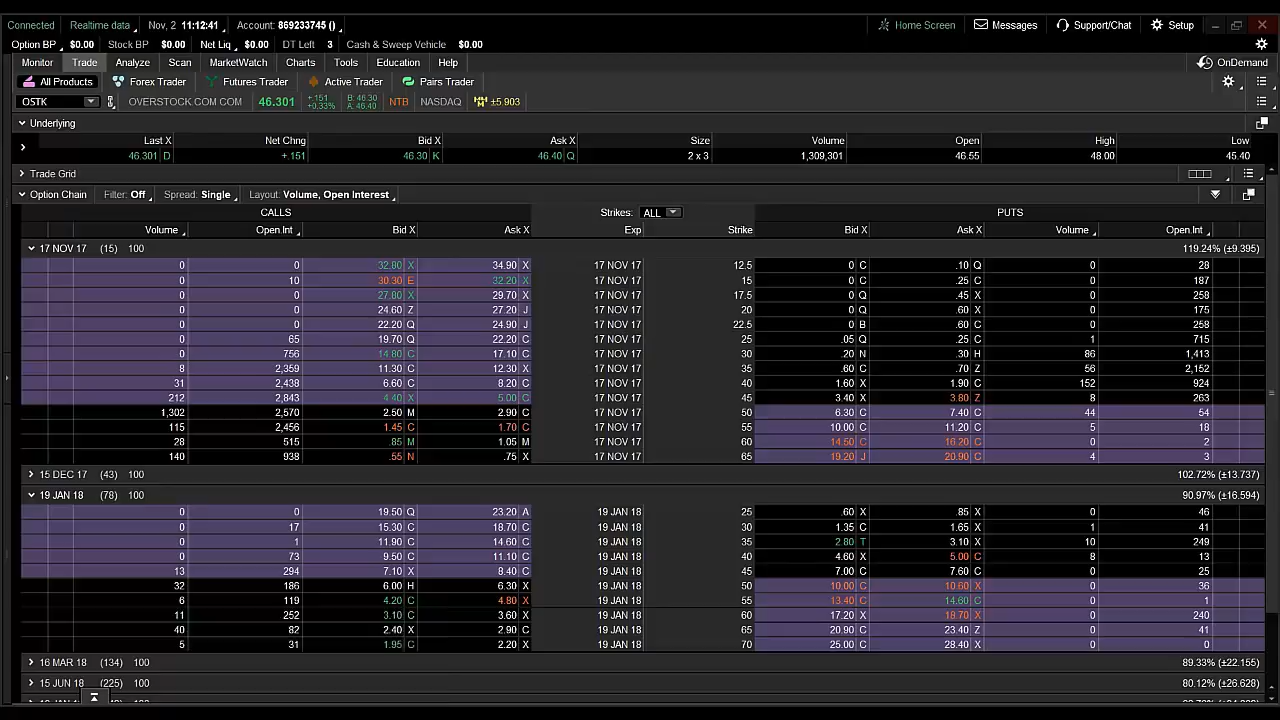 Connected Realtime data Nov, 2 11:12:41 Account: 869233745 () Home Screen Messages Support/Chat Setup
Option BP $0.00 Stock BP $0.00 Net Liq $0.00 DT Left 3 Cash & Sweep Vehicle $0.00
Monitor Trade Analyze Scan MarketWatch Charts Tools Education Help OnDemand
All Products Forex Trader Futures Trader Active Trader Pairs Trader
OSTK OVERSTOCK COM COM 46.301 +.151 +0.33% B: 46.30 A: 46.40 NTB NASDAQ ±5.903
Underlying
Last X Net Chng Bid X Ask X Size Volume Open High Low
46.301 D +.151 46.30 K 46.40 Q 2 x 3 1,309,301 46.55 48.00 45.40
Trade Grid
Option Chain Filter: Off Spread: Single Layout: Volume, Open Interest
CALLS Strikes: ALL PUTS
Volume Open.Int Bid X Ask X Exp Strike Bid X Ask X Volume Open.Int
17 NOV 17 (15) 100 119.24% (±9.395)
0 0 32.80 X 34.90 X 17 NOV 17 12.5 0 C .10 Q 0 28
0 10 30.30 E 32.20 X 17 NOV 17 15 0 C .25 C 0 187
0 0 27.80 X 29.70 X 17 NOV 17 17.5 0 Q .45 X 0 258
0 0 24.60 Z 27.20 J 17 NOV 17 20 0 Q .60 X 0 175
0 0 22.20 Q 24.90 J 17 NOV 17 22.5 0 B .60 C 0 258
0 65 19.70 Q 22.20 C 17 NOV 17 25 .05 Q .25 C 1 715
0 756 14.80 C 17.10 C 17 NOV 17 30 .20 N .30 H 86 1,413
8 2,359 11.30 C 12.30 X 17 NOV 17 35 .60 C .70 Z 56 2,152
31 2,438 6.60 C 8.20 C 17 NOV 17 40 1.60 X 1.90 C 152 924
212 2,843 4.40 X 5.00 C 17 NOV 17 45 3.40 X 3.80 Z 8 263
1,302 2,570 2.50 M 2.90 C 17 NOV 17 50 6.30 C 7.40 C 44 54
115 2,456 1.45 C 1.70 C 17 NOV 17 55 10.00 C 11.20 C 5 18
28 515 .85 M 1.05 M 17 NOV 17 60 14.50 C 16.20 C 0 2
140 938 .55 N .75 X 17 NOV 17 65 19.20 J 20.90 C 4 3
15 DEC 17 (43) 100 102.72% (±13.737)
19 JAN 18 (78) 100 90.97% (±16.594)
0 0 19.50 Q 23.20 A 19 JAN 18 25 .60 X .85 X 0 46
0 17 15.30 C 18.70 C 19 JAN 18 30 1.35 C 1.65 X 1 41
0 1 11.90 C 14.60 C 19 JAN 18 35 2.80 T 3.10 X 10 249
0 73 9.50 C 11.10 C 19 JAN 18 40 4.60 X 5.00 C 8 13
13 294 7.10 X 8.40 C 19 JAN 18 45 7.00 C 7.60 C 0 25
32 186 6.00 H 6.30 X 19 JAN 18 50 10.00 C 10.60 X 0 36
6 119 4.20 C 4.80 X 19 JAN 18 55 13.40 C 14.60 C 0 1
11 252 3.10 C 3.60 X 19 JAN 18 60 17.20 X 18.70 X 0 240
40 82 2.40 X 2.90 C 19 JAN 18 65 20.90 C 23.40 Z 0 41
5 31 1.95 C 2.20 X 19 JAN 18 70 25.00 C 28.40 X 0 0
16 MAR 18 (134) 100 89.33% (±22.155)
15 JUN 18 (225) 100 80.12% (±26.628)